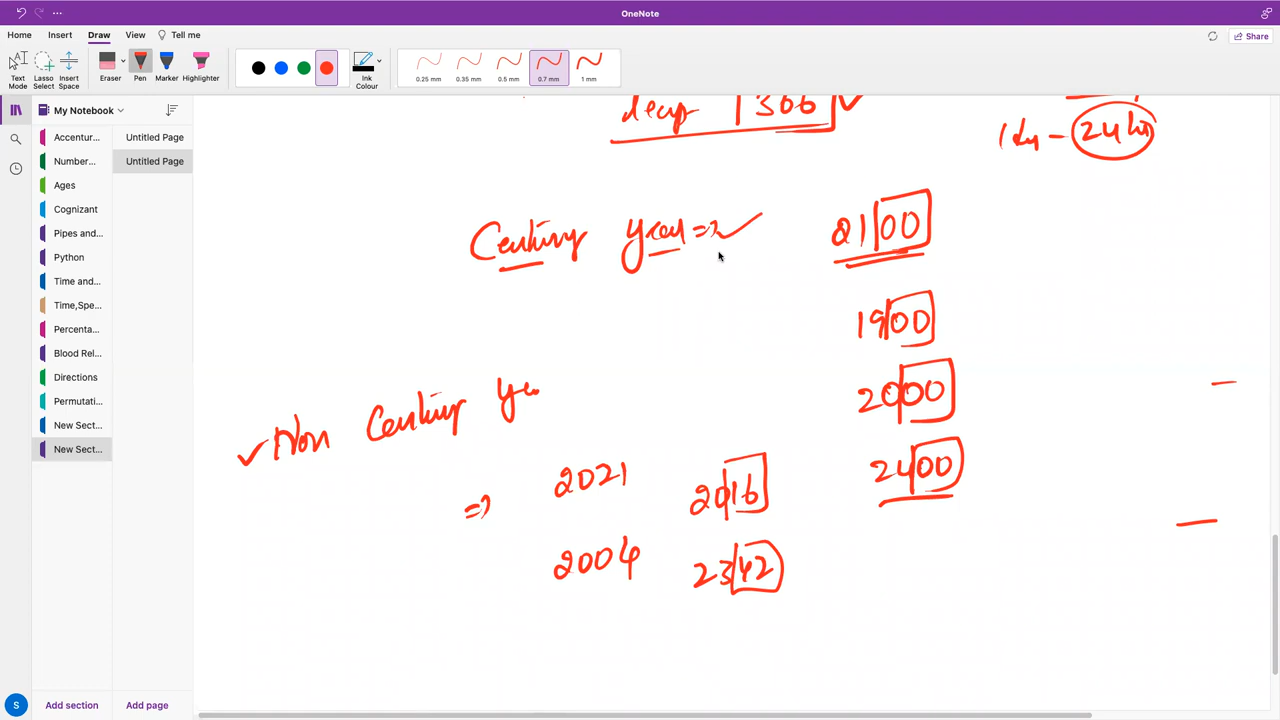 OneNote
Home Insert Draw View Tell me
Share
Text Mode
Lasso Select
Insert Space
Eraser
Pen
Marker
Highlighter
Ink Colour
0.25 mm
0.35 mm
0.5 mm
0.7 mm
1 mm
My Notebook
Accentur...
Number...
Ages
Cognizant
Pipes and...
Python
Time and...
Time,Spe...
Percenta...
Blood Rel...
Directions
Permutati...
New Sect...
New Sect...
Untitled Page
Untitled Page
leap 366
1 day - 24 hr
Century year => 2100
1900
2000
Non Century Ye
2400
=> 2021 2016
2004 2342
S
Add section
Add page